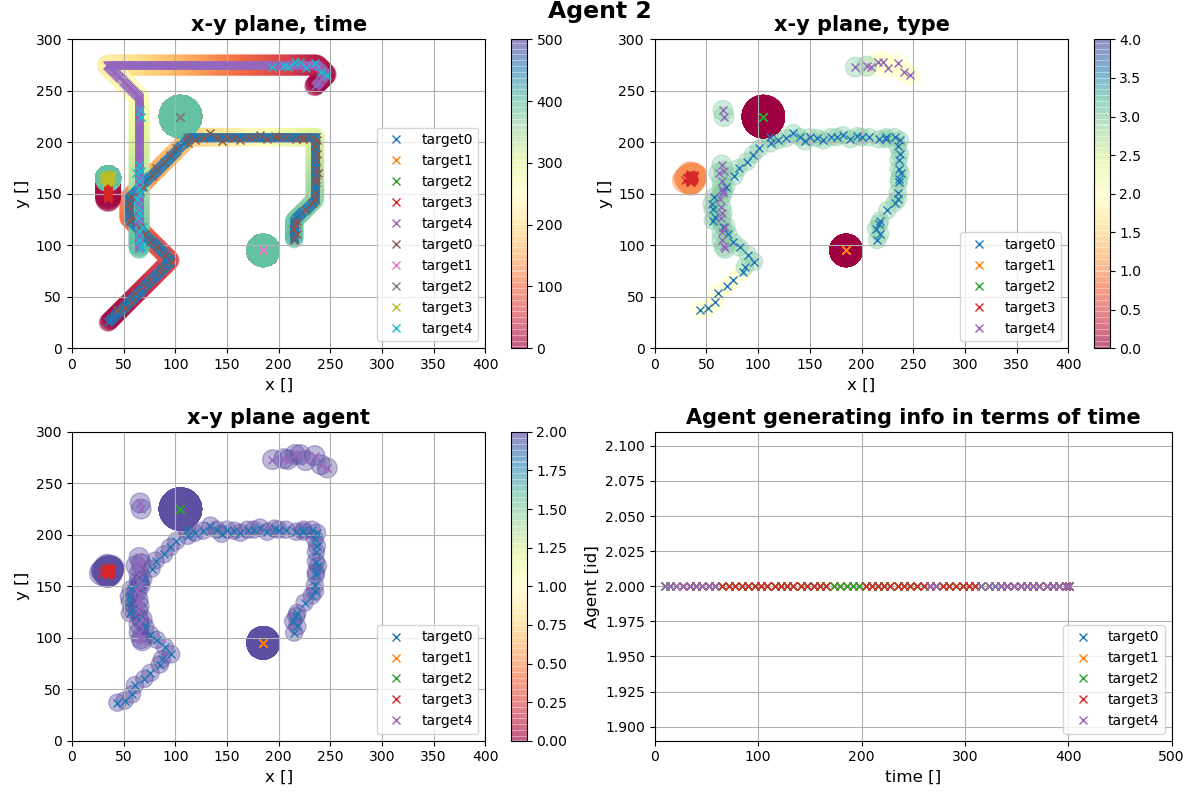 Agent 2
x-y plane, time
300
250
200
150
100
50
0
y []
0 50 100 150 200 250 300 350 400
x []
500
400
300
200
100
0
target0
target1
target2
target3
target4
target0
target1
target2
target3
target4
x-y plane, type
300
250
200
150
100
50
0
y []
0 50 100 150 200 250 300 350 400
x []
4.0
3.5
3.0
2.5
2.0
1.5
1.0
0.5
0.0
target0
target1
target2
target3
target4
x-y plane agent
300
250
200
150
100
50
0
y []
0 50 100 150 200 250 300 350 400
x []
2.00
1.75
1.50
1.25
1.00
0.75
0.50
0.25
0.00
target0
target1
target2
target3
target4
Agent generating info in terms of time
2.100
2.075
2.050
2.025
2.000
1.975
1.950
1.925
1.900
Agent [id]
0 100 200 300 400 500
time []
target0
target1
target2
target3
target4